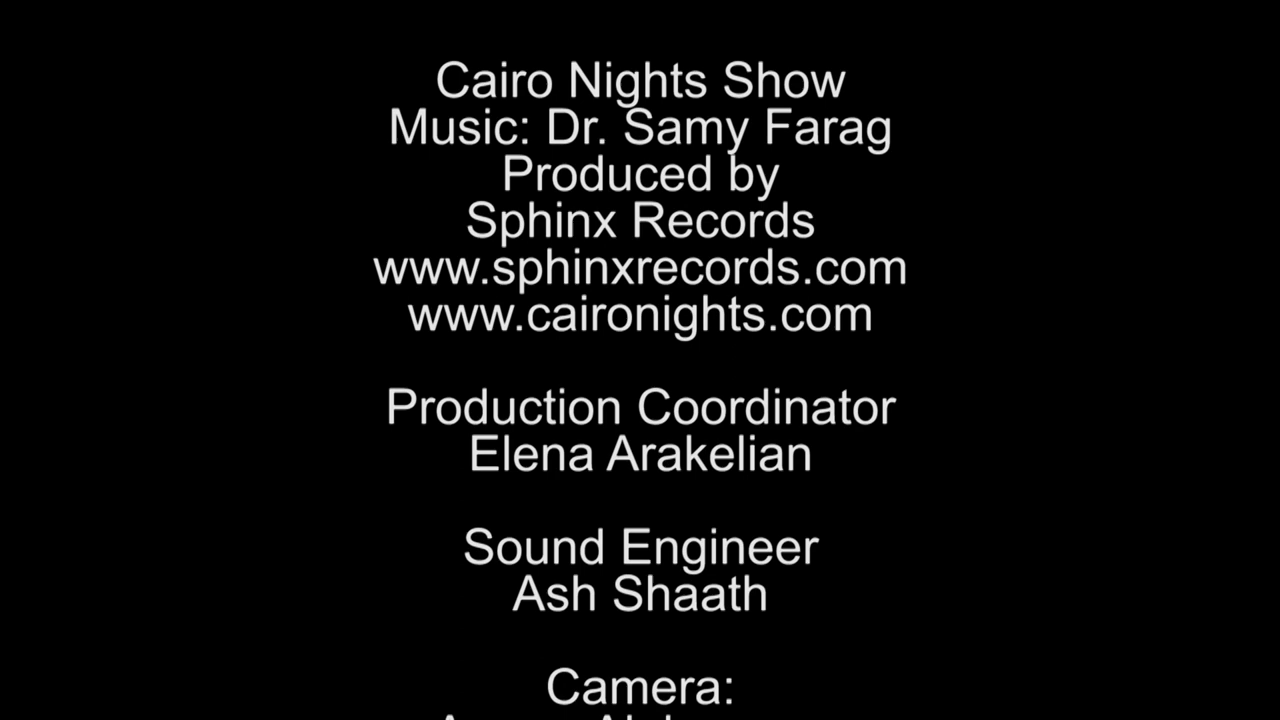 Cairo Nights Show
Music: Dr. Samy Farag
Produced by
Sphinx Records
www.sphinxrecords.com
www.caironights.com
Production Coordinator
Elena Arakelian
Sound Engineer
Ash Shaath
Camera: